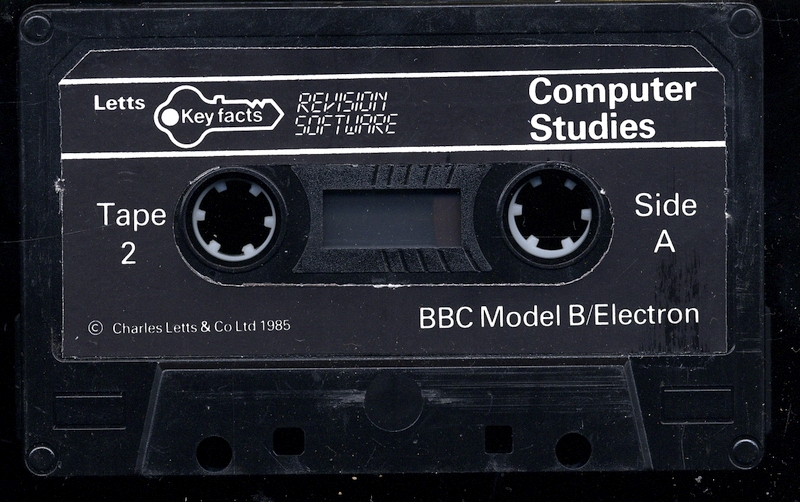 Letts
Key facts
REVISION
SOFTWARE
Computer
Studies
Tape
2
Side
A
© Charles Letts & Co Ltd 1985
BBC Model B/Electron